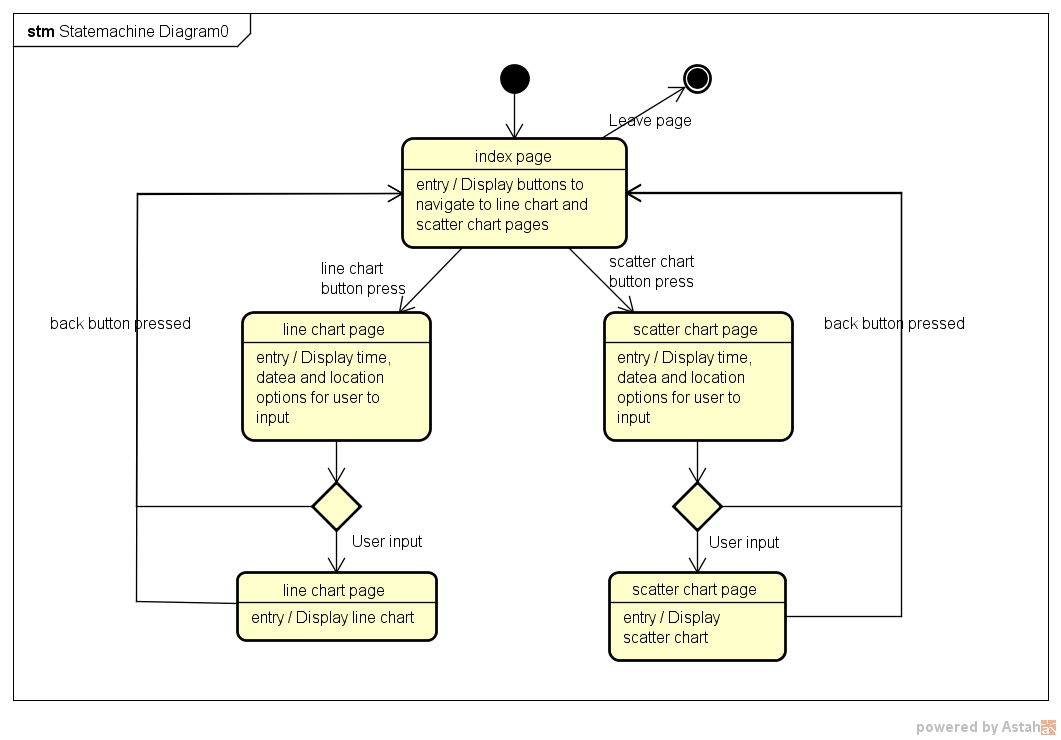 stm Statemachine Diagram0
Leave page
index page
entry / Display buttons to
navigate to line chart and
scatter chart pages
line chart
button press
scatter chart
button press
back button pressed
line chart page
entry / Display time,
datea and location
options for user to
input
scatter chart page
entry / Display time,
datea and location
options for user to
input
back button pressed
User input
User input
line chart page
entry / Display line chart
scatter chart page
entry / Display
scatter chart
powered by Astah